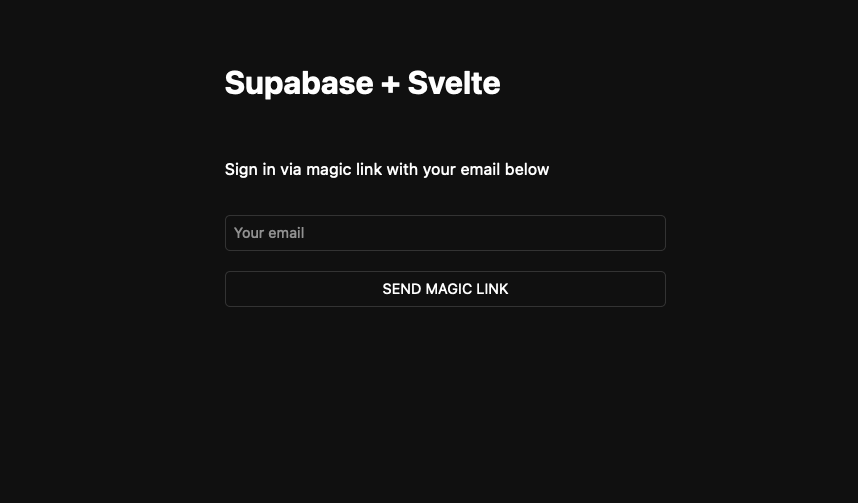 Supabase + Svelte
Sign in via magic link with your email below
Your email
SEND MAGIC LINK